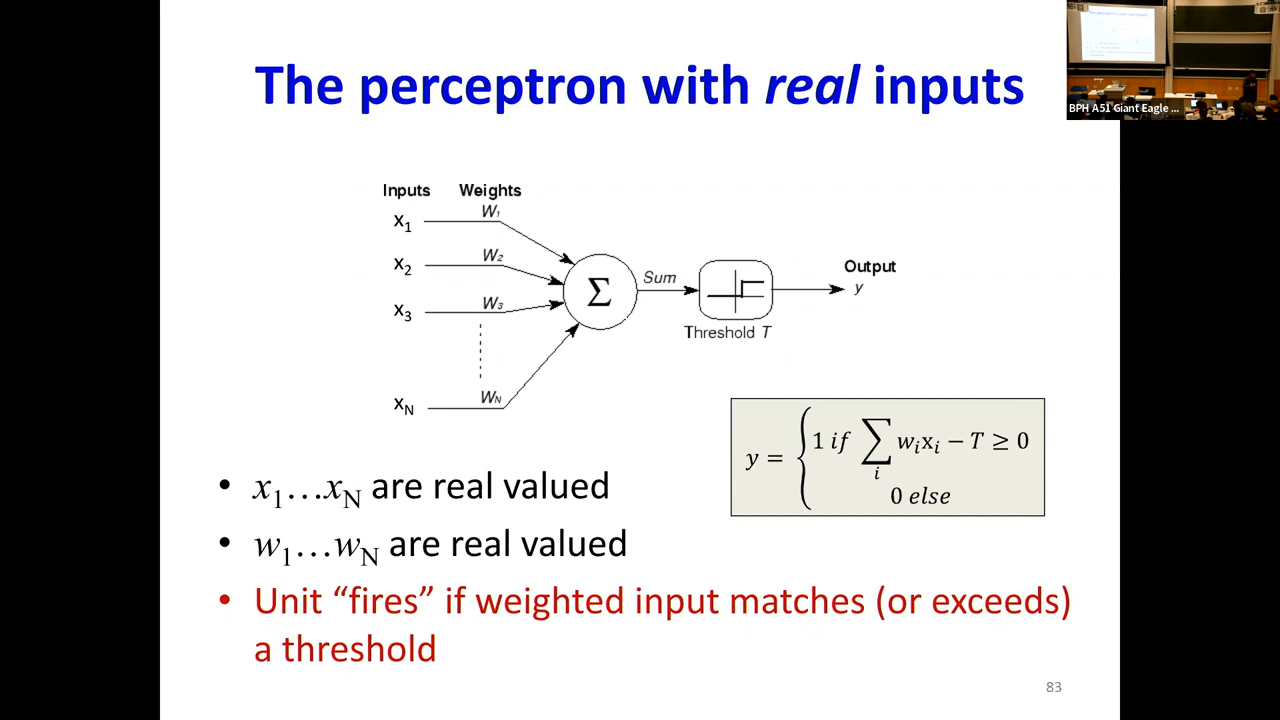 The perceptron with real inputs
BPH A51 Giant Eagle ...
Inputs Weights
x1 W1
x2 W2
x3 W3
xN WN
Σ
Sum
Threshold T
Output
y
y = { 1 if ∑i wixi − T ≥ 0
0 else
• x1…xN are real valued
• w1…wN are real valued
• Unit “fires” if weighted input matches (or exceeds)
a threshold
83